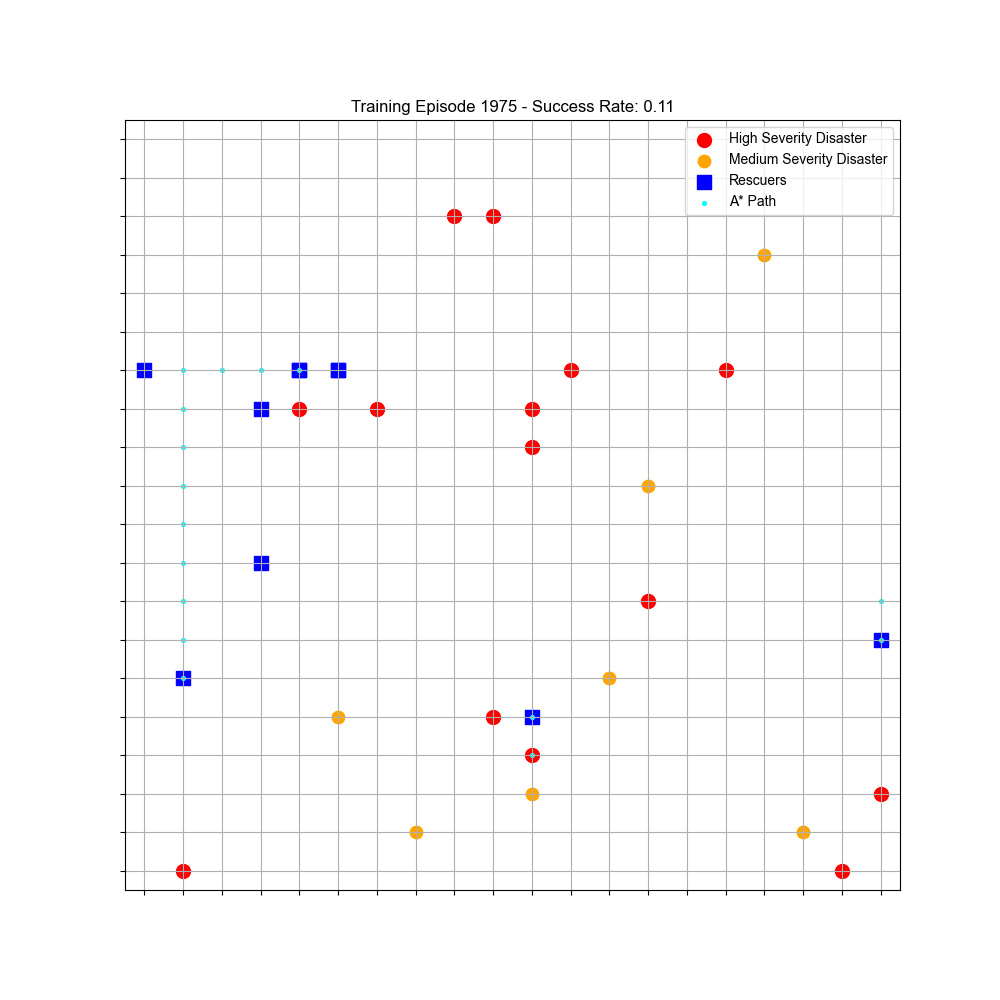 Training Episode 1975 - Success Rate: 0.11
High Severity Disaster
Medium Severity Disaster
Rescuers
A* Path